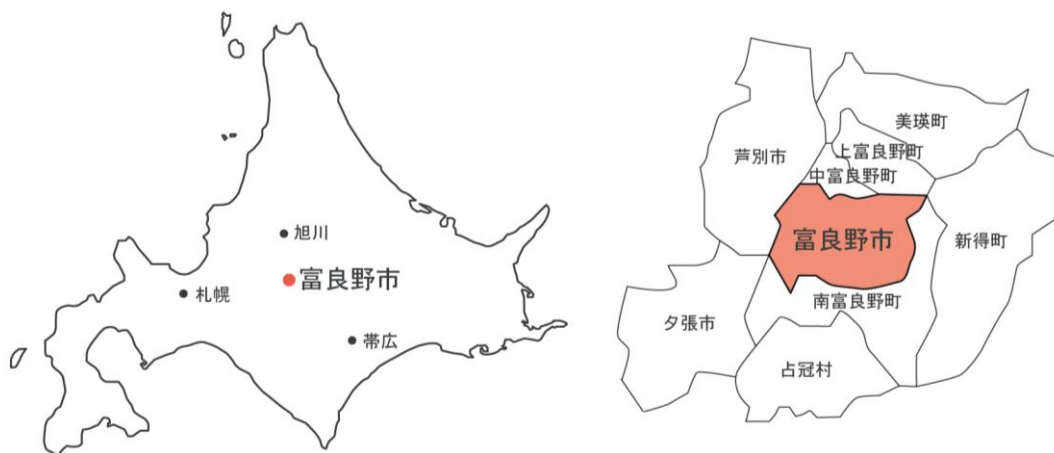 旭川
富良野市
札幌
帯広
美瑛町
上富良野町
芦別市
中富良野町
富良野市
新得町
南富良野町
夕張市
占冠村